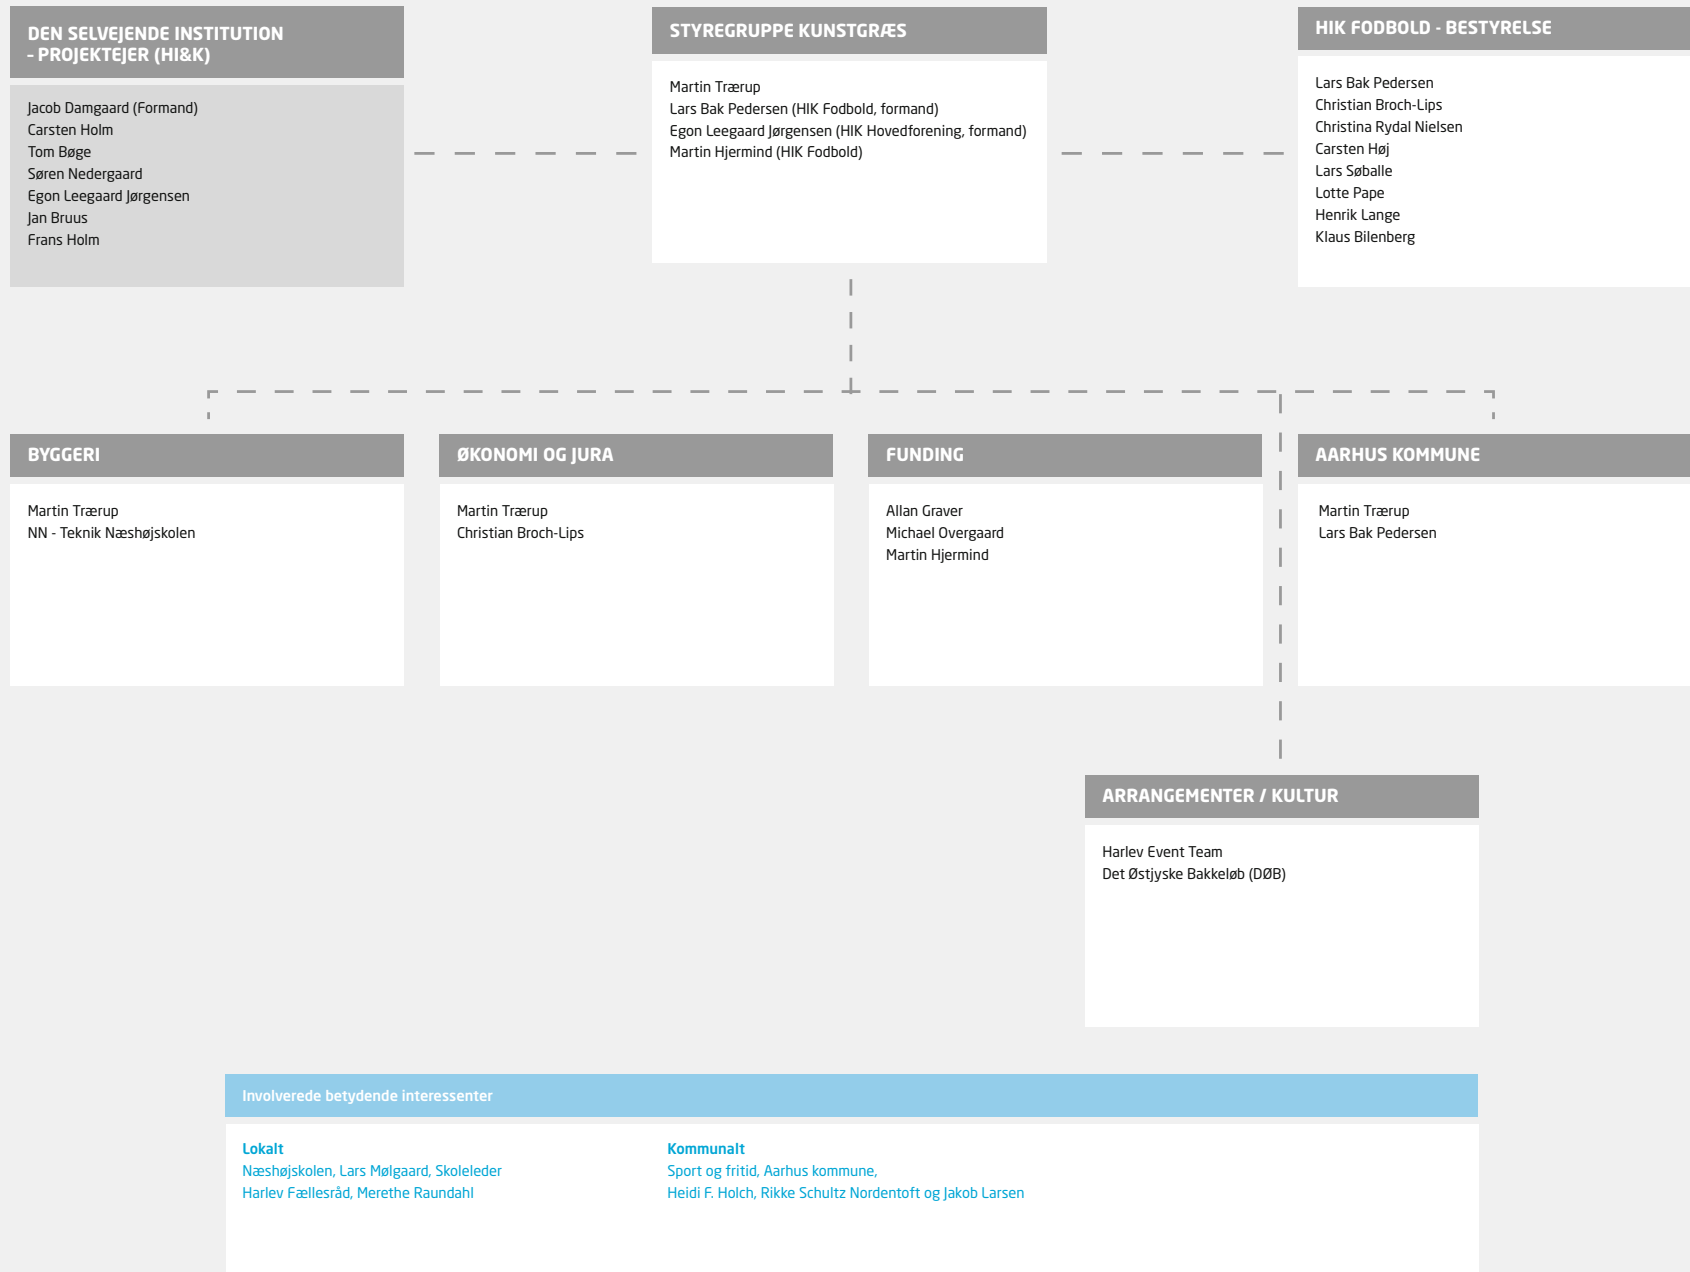 DEN SELVEJENDE INSTITUTION
- PROJEKTEJER (HI&K)
Jacob Damgaard (Formand)
Carsten Holm
Tom Bøge
Søren Nedergaard
Egon Leegaard Jørgensen
Jan Bruus
Frans Holm
STYREGRUPPE KUNSTGRÆS
Martin Trærup
Lars Bak Pedersen (HIK Fodbold, formand)
Egon Leegaard Jørgensen (HIK Hovedforening, formand)
Martin Hjermind (HIK Fodbold)
HIK FODBOLD - BESTYRELSE
Lars Bak Pedersen
Christian Broch-Lips
Christina Rydal Nielsen
Carsten Høj
Lars Søballe
Lotte Pape
Henrik Lange
Klaus Bilenberg
BYGGERI
Martin Trærup
NN - Teknik Næshøjskolen
ØKONOMI OG JURA
Martin Trærup
Christian Broch-Lips
FUNDING
Allan Graver
Michael Overgaard
Martin Hjermind
AARHUS KOMMUNE
Martin Trærup
Lars Bak Pedersen
ARRANGEMENTER / KULTUR
Harlev Event Team
Det Østjyske Bakkeløb (DØB)
Involverede betydende interessenter
Lokalt
Næshøjskolen, Lars Mølgaard, Skoleleder
Harlev Fællesråd, Merethe Raundahl
Kommunalt
Sport og fritid, Aarhus kommune,
Heidi F. Holch, Rikke Schultz Nordentoft og Jakob Larsen